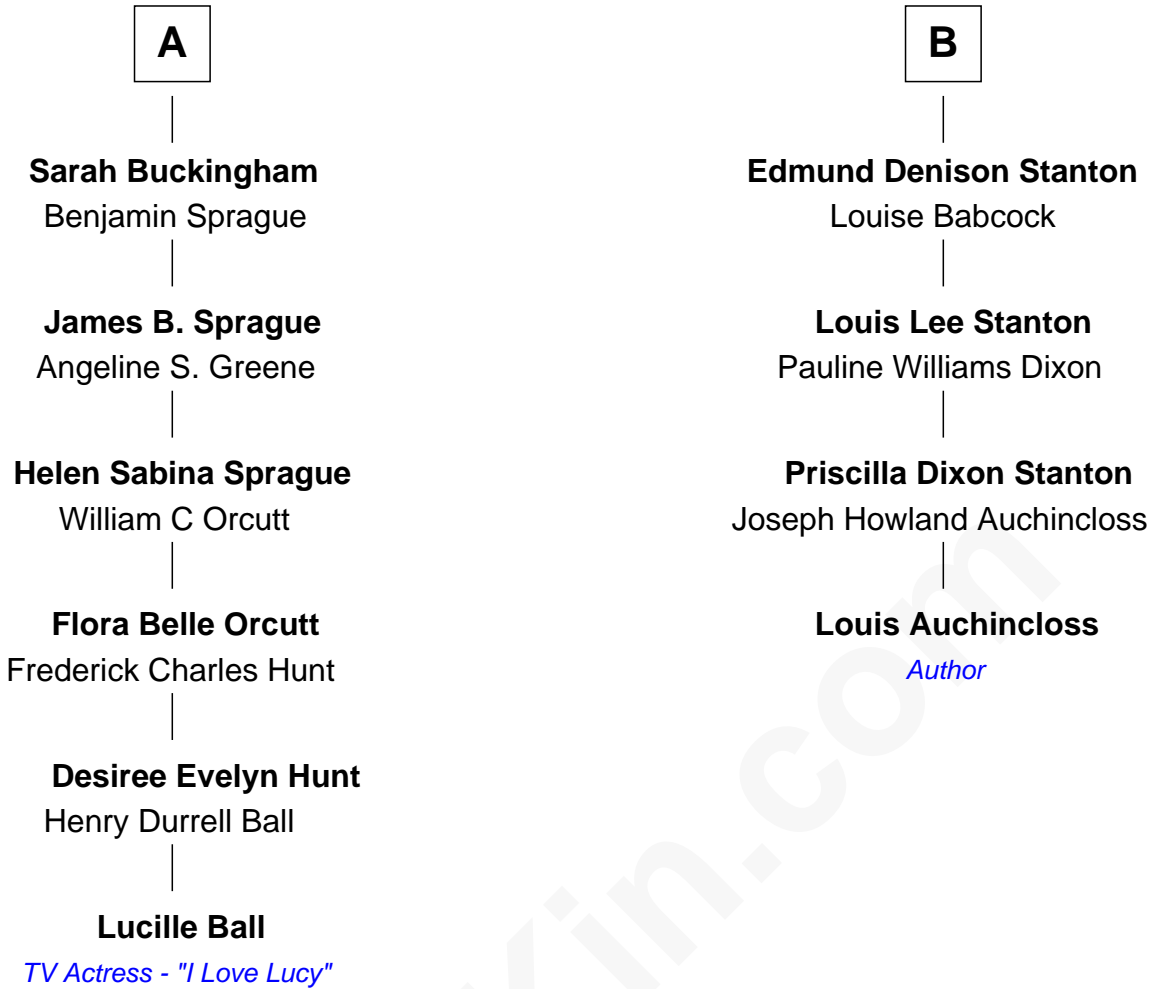 A
Sarah Buckingham
Benjamin Sprague
James B. Sprague
Angeline S. Greene
Helen Sabina Sprague
William C Orcutt
Flora Belle Orcutt
Frederick Charles Hunt
Desiree Evelyn Hunt
Henry Durrell Ball
Lucille Ball
TV Actress - "I Love Lucy"
B
Edmund Denison Stanton
Louise Babcock
Louis Lee Stanton
Pauline Williams Dixon
Priscilla Dixon Stanton
Joseph Howland Auchincloss
Louis Auchincloss
Author
Kin.com